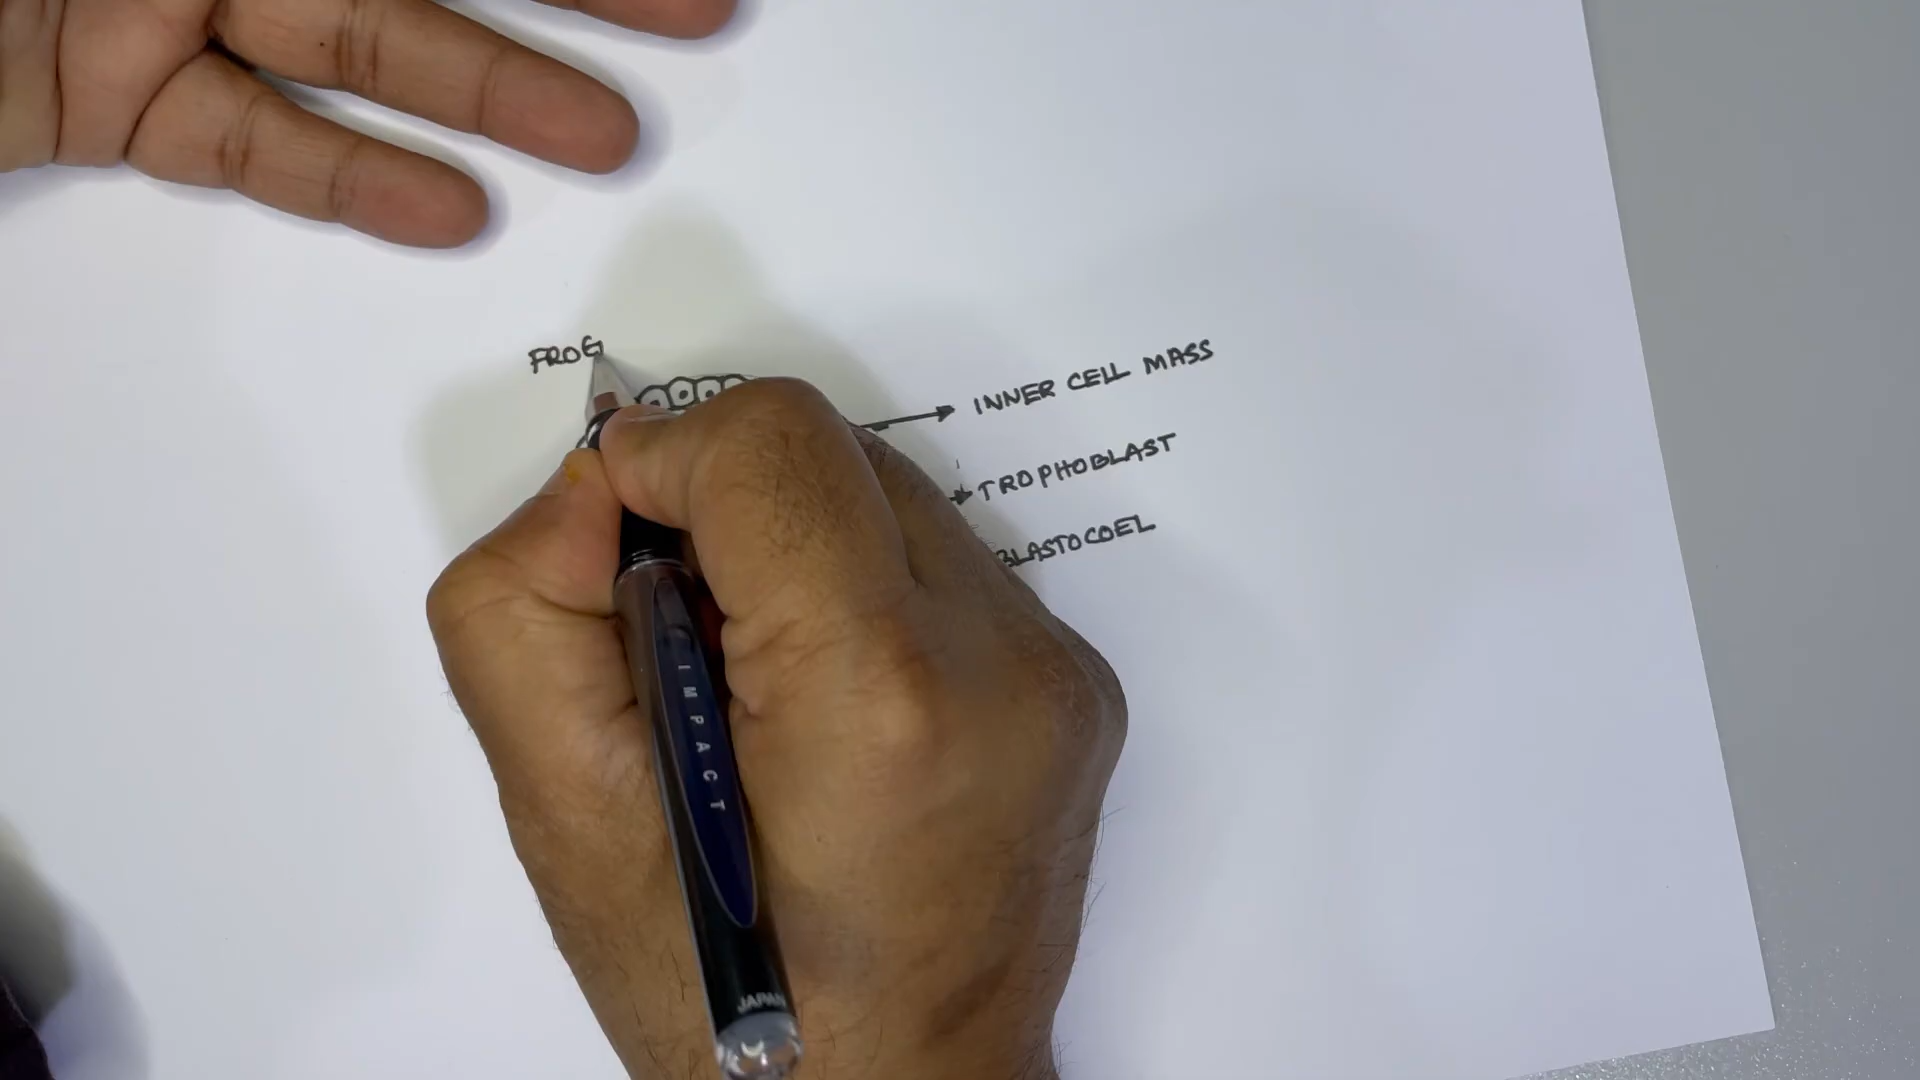 FROG
INNER CELL MASS
TROPHOBLAST
BLASTOCOEL
IMPACT
JAPAN